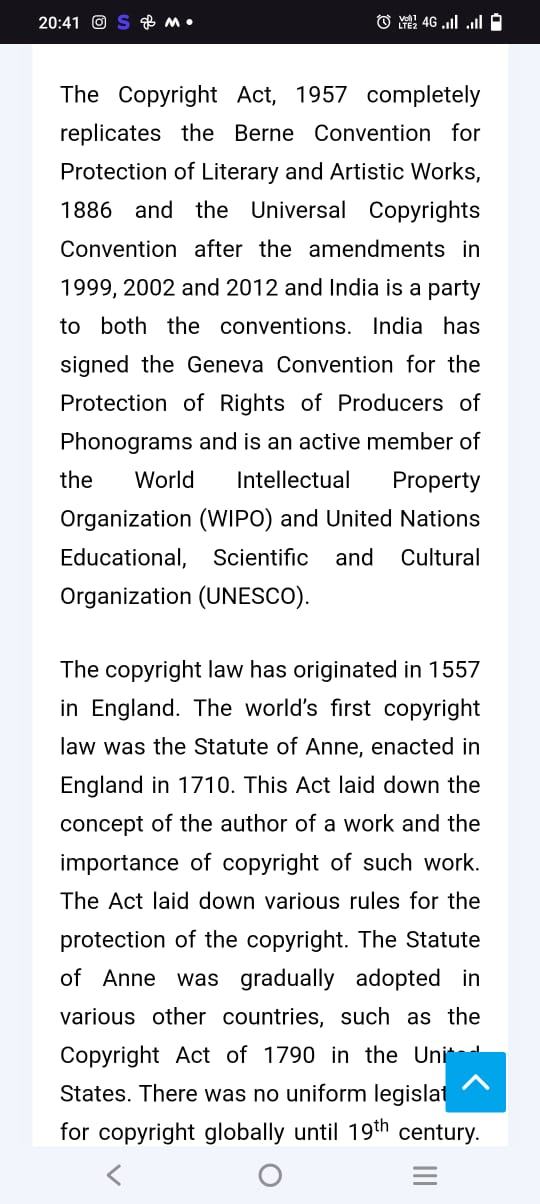 20:41
4G
The Copyright Act, 1957 completely
replicates the Berne Convention for
Protection of Literary and Artistic Works,
1886 and the Universal Copyrights
Convention after the amendments in
1999, 2002 and 2012 and India is a party
to both the conventions. India has
signed the Geneva Convention for the
Protection of Rights of Producers of
Phonograms and is an active member of
the World Intellectual Property
Organization (WIPO) and United Nations
Educational, Scientific and Cultural
Organization (UNESCO).
The copyright law has originated in 1557
in England. The world's first copyright
law was the Statute of Anne, enacted in
England in 1710. This Act laid down the
concept of the author of a work and the
importance of copyright of such work.
The Act laid down various rules for the
protection of the copyright. The Statute
of Anne was gradually adopted in
various other countries, such as the
Copyright Act of 1790 in the
States. There was no uniform
for copyright globally until 19th century.